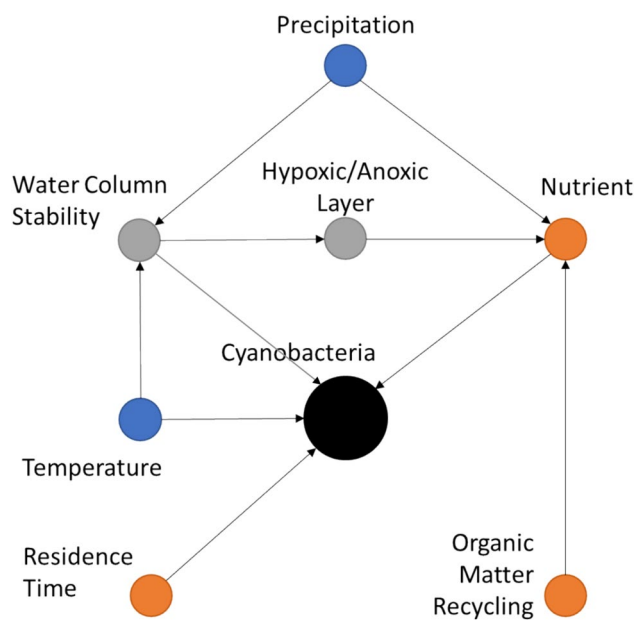 Precipitation
Water Column
Stability
Hypoxic/Anoxic
Layer
Nutrient
Cyanobacteria
Temperature
Residence
Time
Organic
Matter
Recycling